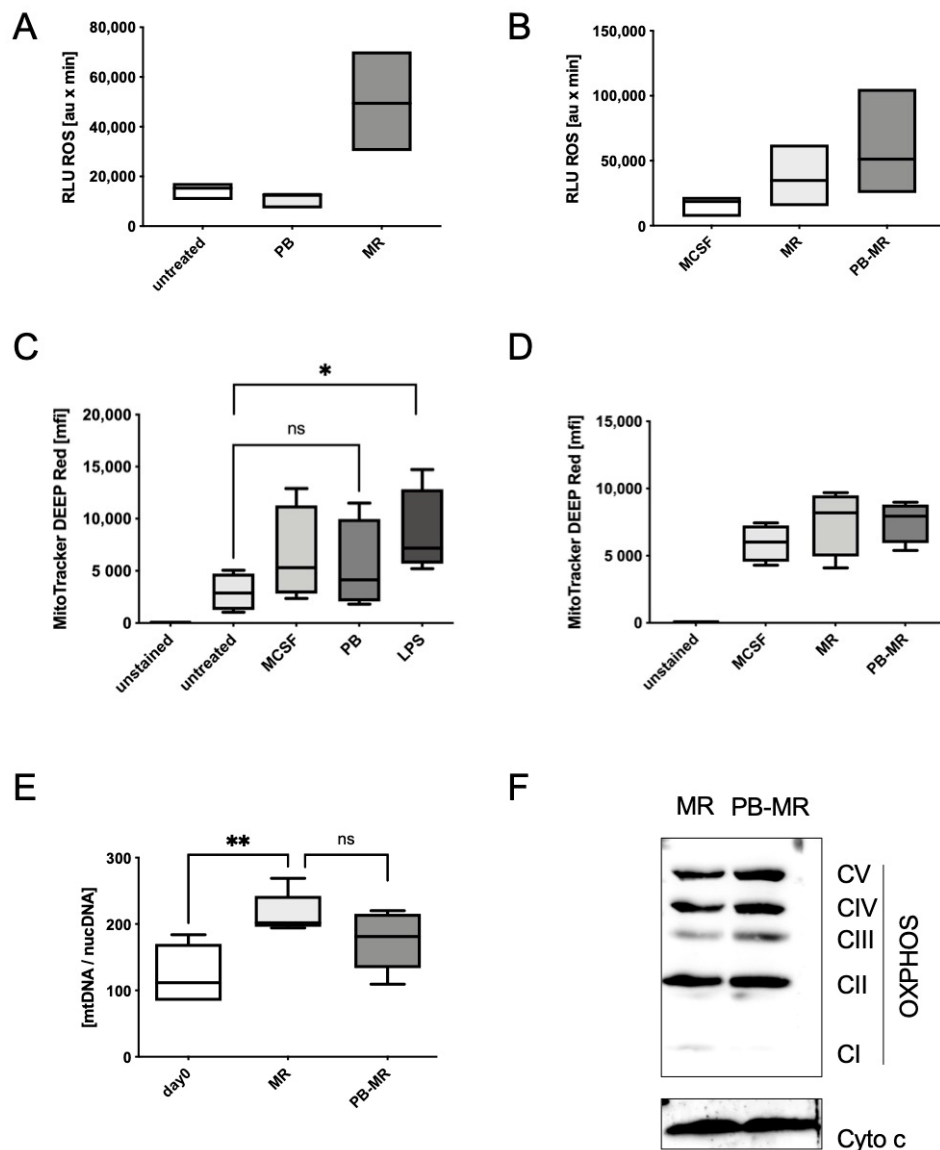 A
RLU ROS [au x min]
80,000
60,000
40,000
20,000
0
untreated
PB
MR
B
RLU ROS [au x min]
150,000
100,000
50,000
0
MCSF
MR
PB-MR
C
MitoTracker DEEP Red [mfi]
20,000
15,000
10,000
5 000
0
*
ns
unstained
untreated
MCSF
PB
LPS
D
MitoTracker DEEP Red [mfi]
15,000
10,000
5 000
0
unstained
MCSF
MR
PB-MR
E
[mtDNA / nucDNA]
300
200
100
0
**
ns
day0
MR
PB-MR
F
MR PB-MR
CV
CIV
CIII
CII
CI
OXPHOS
Cyto c